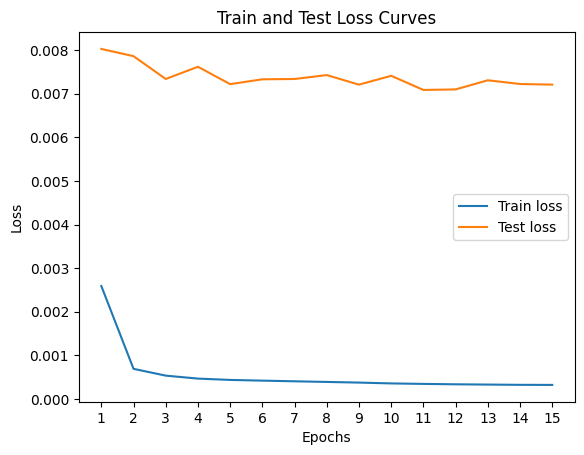 Train and Test Loss Curves
0.008
0.007
0.006
0.005
0.004
0.003
0.002
0.001
0.000
Loss
Train loss
Test loss
1 2 3 4 5 6 7 8 9 10 11 12 13 14 15
Epochs